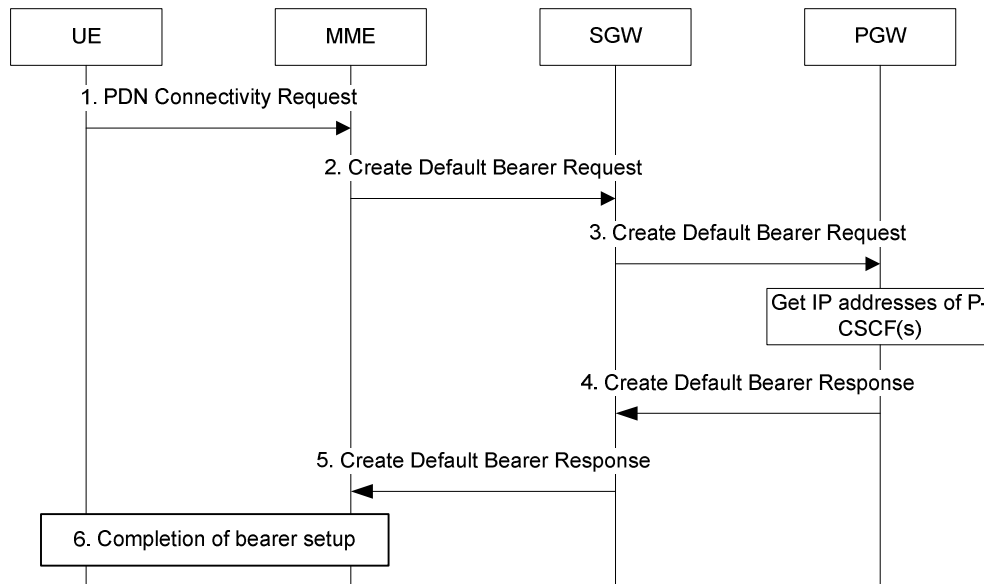 UE
MME
SGW
PGW
1. PDN Connectivity Request
2. Create Default Bearer Request
3. Create Default Bearer Request
Get IP addresses of P-
CSCF(s)
4. Create Default Bearer Response
5. Create Default Bearer Response
6. Completion of bearer setup